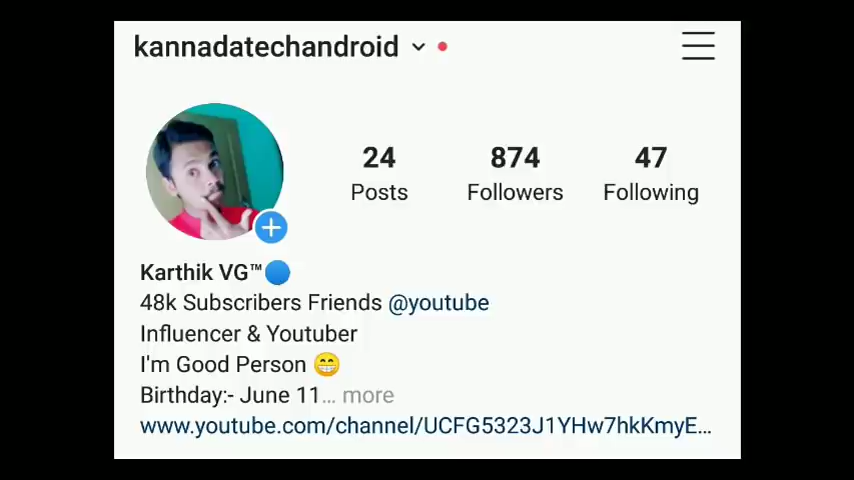 kannadatechandroid
24 874 47
Posts Followers Following
Karthik VG™🔵
48k Subscribers Friends @youtube
Influencer & Youtuber
I'm Good Person 😁
Birthday:- June 11... more
www.youtube.com/channel/UCFG5323J1YHw7hkKmyE...